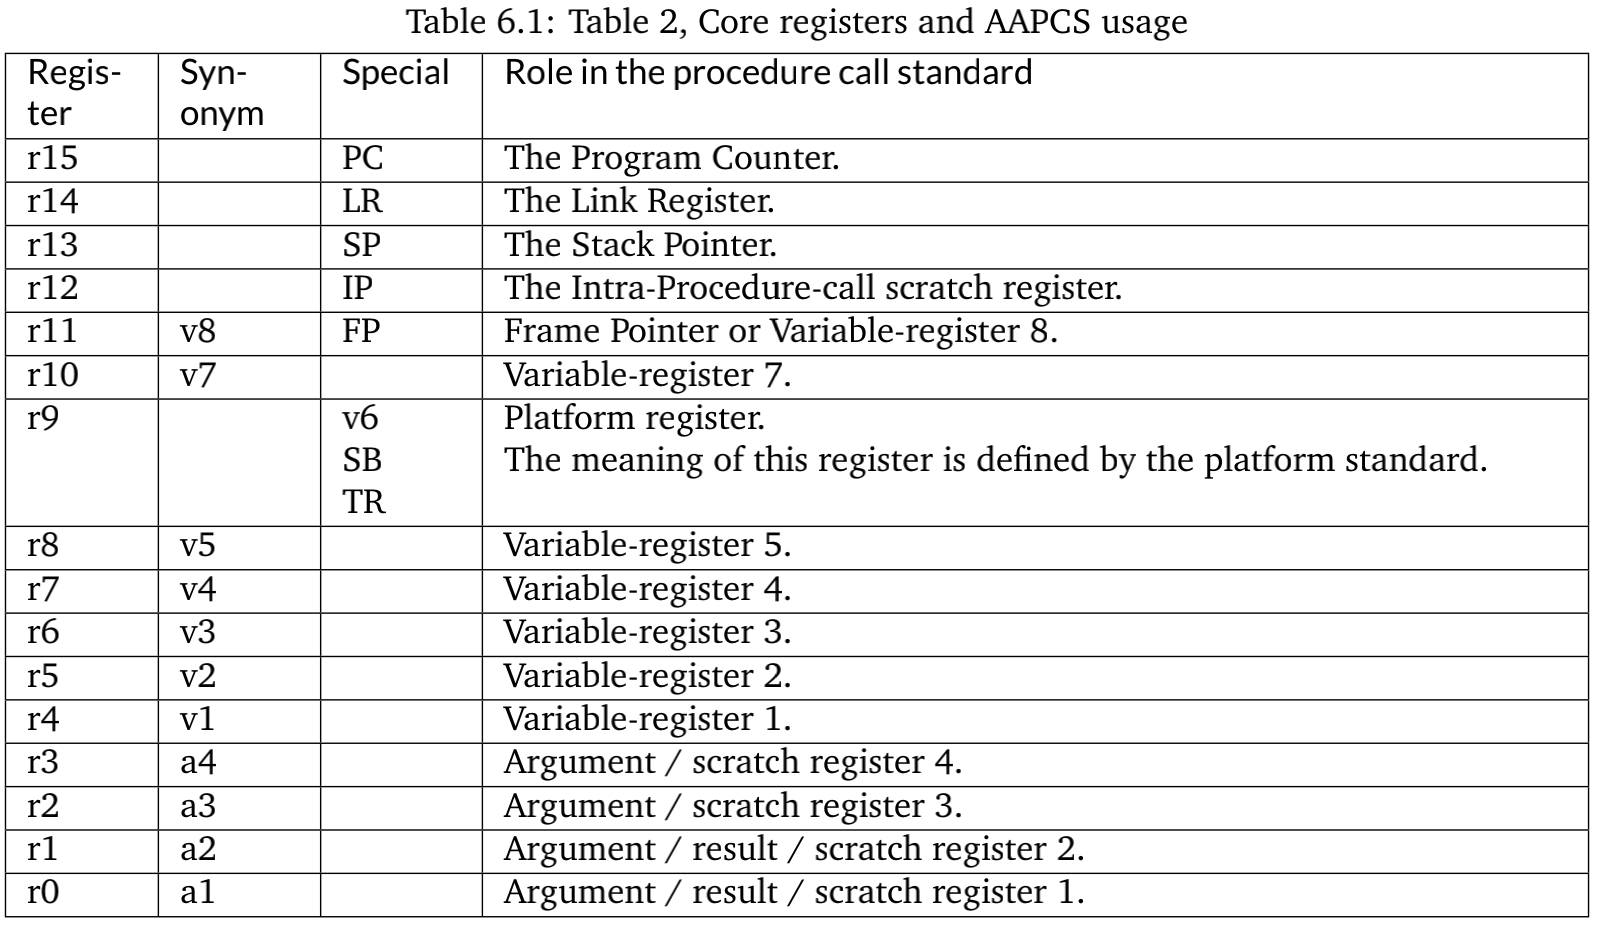 Table 6.1: Table 2, Core registers and AAPCS usage
Regis- Syn- Special Role in the procedure call standard
ter onym
r15 PC The Program Counter.
r14 LR The Link Register.
r13 SP The Stack Pointer.
r12 IP The Intra-Procedure-call scratch register.
r11 v8 FP Frame Pointer or Variable-register 8.
r10 v7 Variable-register 7.
r9 v6 Platform register.
SB The meaning of this register is defined by the platform standard.
TR
r8 v5 Variable-register 5.
r7 v4 Variable-register 4.
r6 v3 Variable-register 3.
r5 v2 Variable-register 2.
r4 v1 Variable-register 1.
r3 a4 Argument / scratch register 4.
r2 a3 Argument / scratch register 3.
r1 a2 Argument / result / scratch register 2.
r0 a1 Argument / result / scratch register 1.